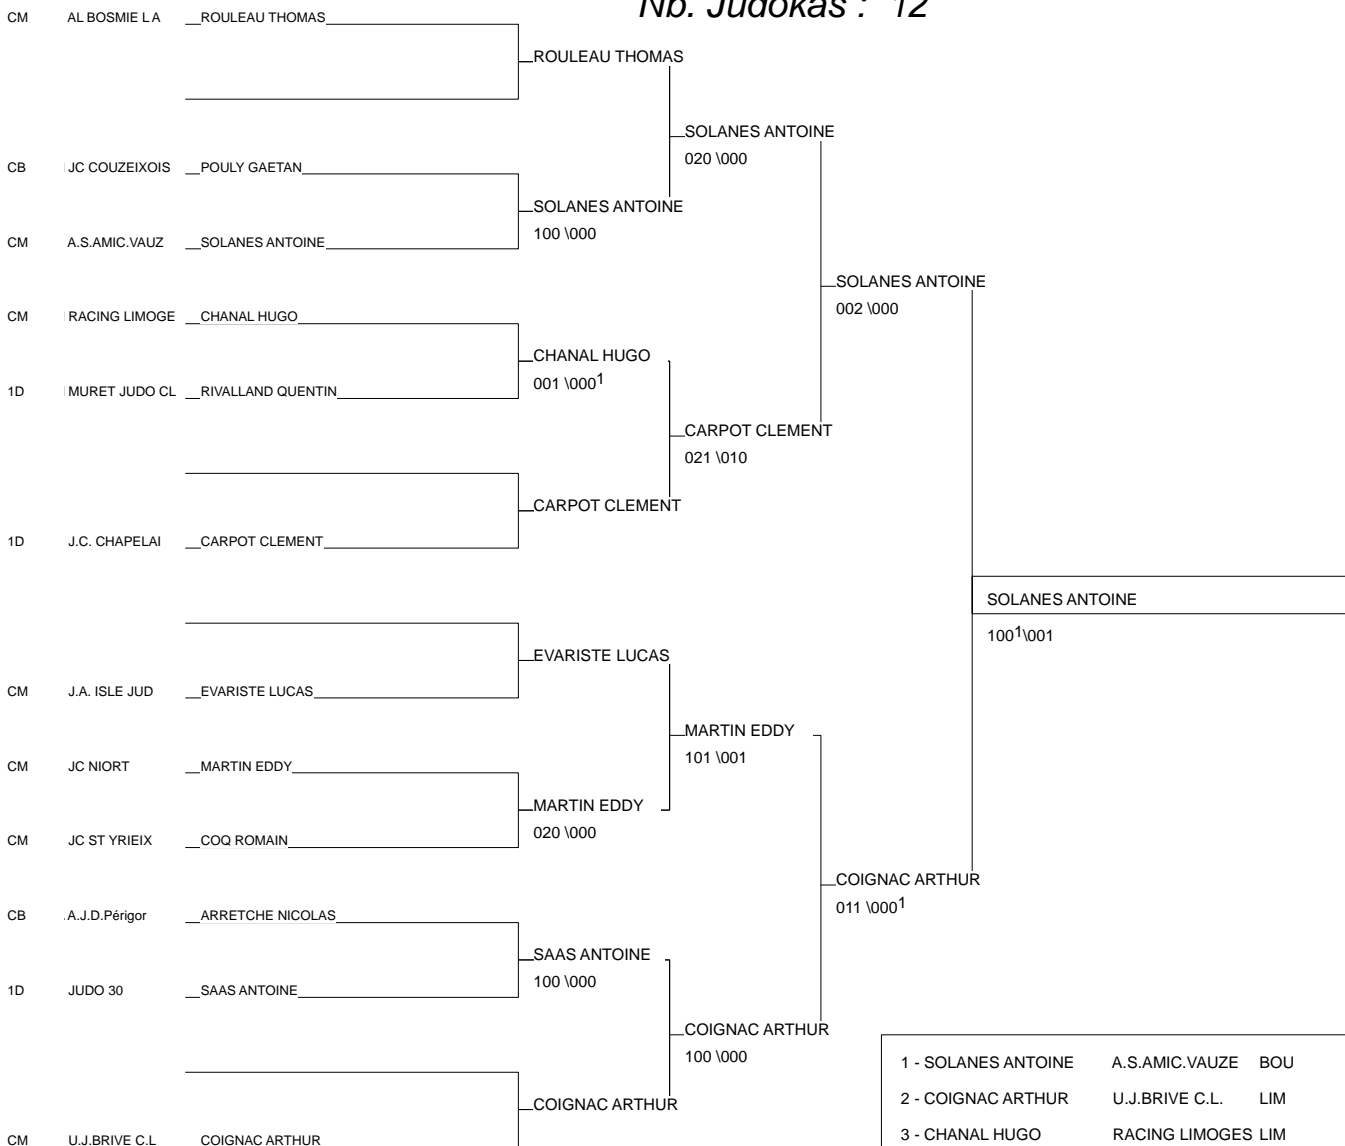 Nb. Judokas : 12
CM AL BOSMIE L A ROULEAU THOMAS
ROULEAU THOMAS
SOLANES ANTOINE
020 \000
CB JC COUZEIXOIS POULY GAETAN
SOLANES ANTOINE
100 \000
CM A.S.AMIC.VAUZ SOLANES ANTOINE
SOLANES ANTOINE
002 \000
CM RACING LIMOGE CHANAL HUGO
CHANAL HUGO
001 \000¹
1D MURET JUDO CL RIVALLAND QUENTIN
CARPOT CLEMENT
021 \010
CARPOT CLEMENT
1D J.C. CHAPELAI CARPOT CLEMENT
SOLANES ANTOINE
100¹\001
EVARISTE LUCAS
CM J.A. ISLE JUD EVARISTE LUCAS
MARTIN EDDY
101 \001
CM JC NIORT MARTIN EDDY
MARTIN EDDY
020 \000
CM JC ST YRIEIX COQ ROMAIN
COIGNAC ARTHUR
011 \000¹
CB A.J.D.Périgor ARRETCHE NICOLAS
SAAS ANTOINE
100 \000
1D JUDO 30 SAAS ANTOINE
COIGNAC ARTHUR
100 \000
COIGNAC ARTHUR
CM U.J.BRIVE C.L COIGNAC ARTHUR
1 - SOLANES ANTOINE A.S.AMIC.VAUZE BOU
2 - COIGNAC ARTHUR U.J.BRIVE C.L. LIM
3 - CHANAL HUGO RACING LIMOGES LIM